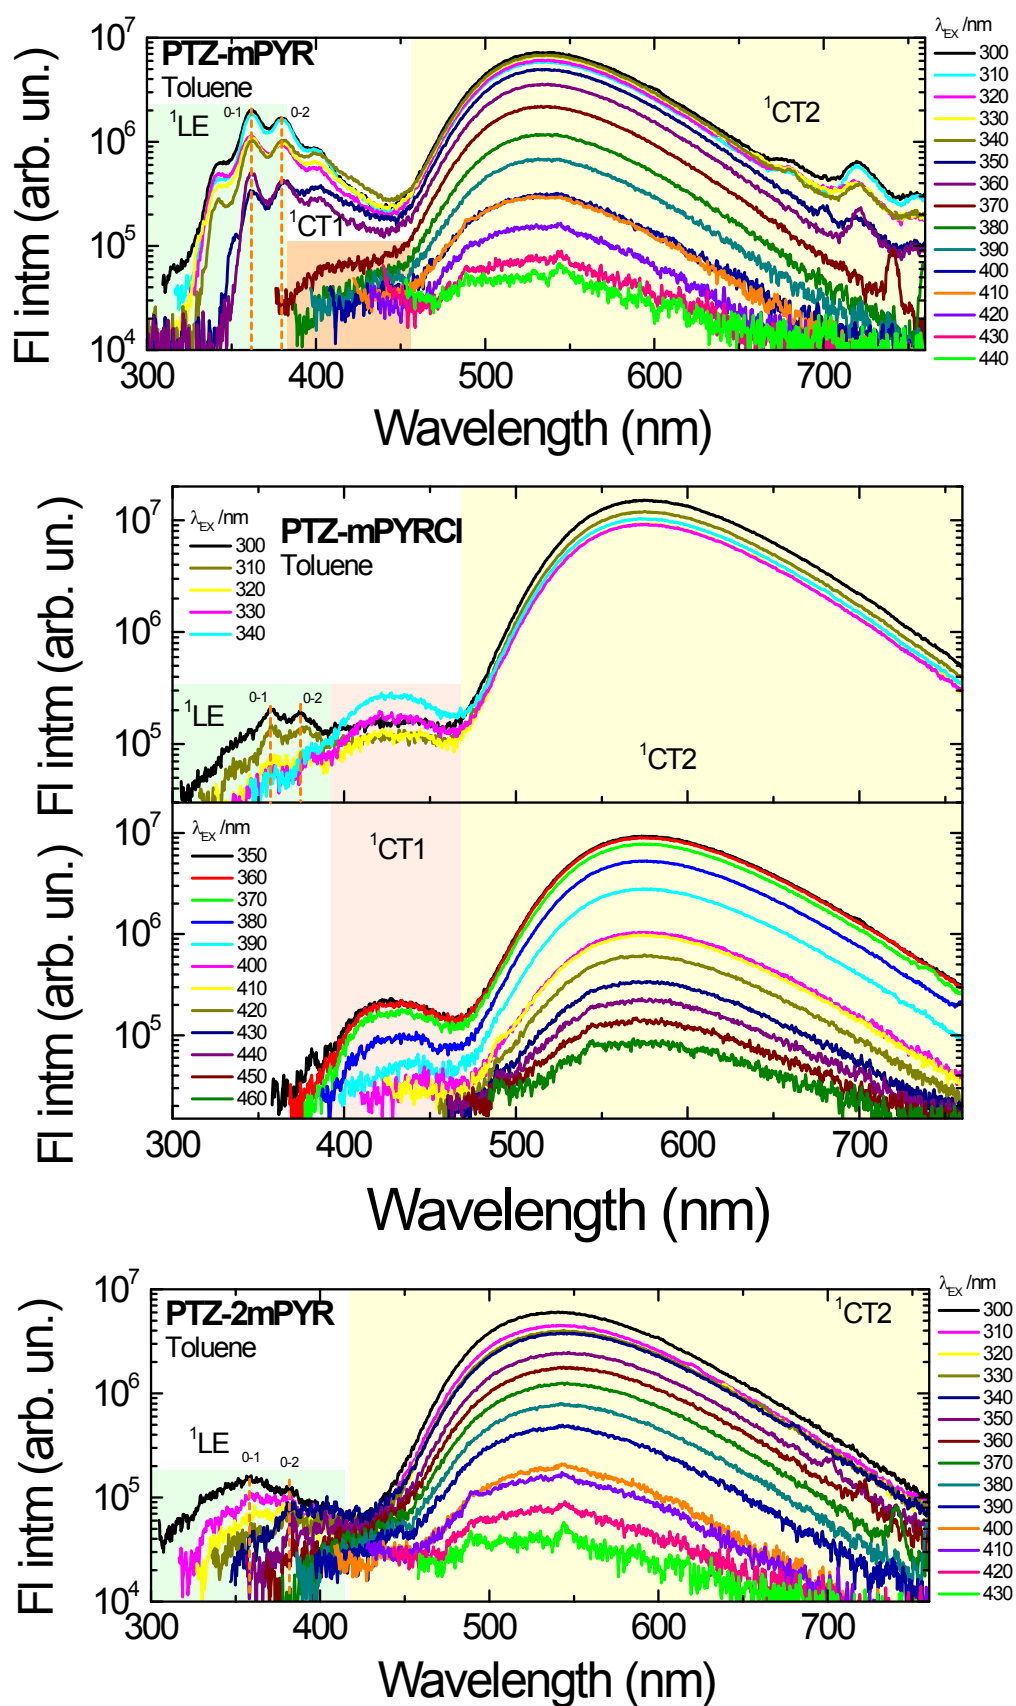 PTZ-mPYR
Toluene
¹LE
0-1
0-2
¹CT1
¹CT2
λEX /nm
300
310
320
330
340
350
360
370
380
390
400
410
420
430
440
10⁷
10⁶
10⁵
10⁴
Fl intm (arb. un.)
300 400 500 600 700
Wavelength (nm)
λEX /nm
300
310
320
330
340
PTZ-mPYRCl
Toluene
¹LE
0-1
0-2
¹CT2
10⁷
10⁶
10⁵
Fl intm (arb. un.)
λEX /nm
350
360
370
380
390
400
410
420
430
440
450
460
¹CT1
10⁷
10⁶
10⁵
Fl intm (arb. un.)
300 400 500 600 700
Wavelength (nm)
PTZ-2mPYR
Toluene
¹LE
0-1
0-2
¹CT2
λEX /nm
300
310
320
330
340
350
360
370
380
390
400
410
420
430
10⁷
10⁶
10⁵
10⁴
Fl intm (arb. un.)
300 400 500 600 700
Wavelength (nm)